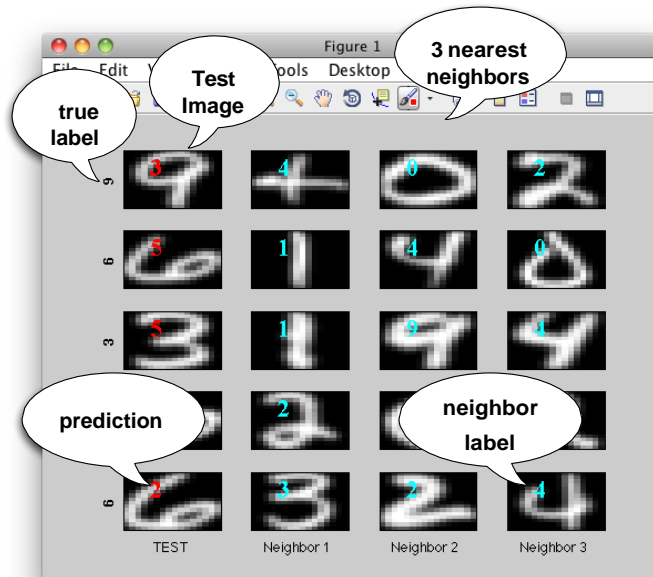 Figure 1
3 nearest
neighbors
File Edit Tools Desktop
Test
Image
true
label
9 3 4 0 2
6 5 1 4 0
3 5 1 9 4
2
prediction
neighbor
label
6 2 3 2 4
TEST Neighbor 1 Neighbor 2 Neighbor 3